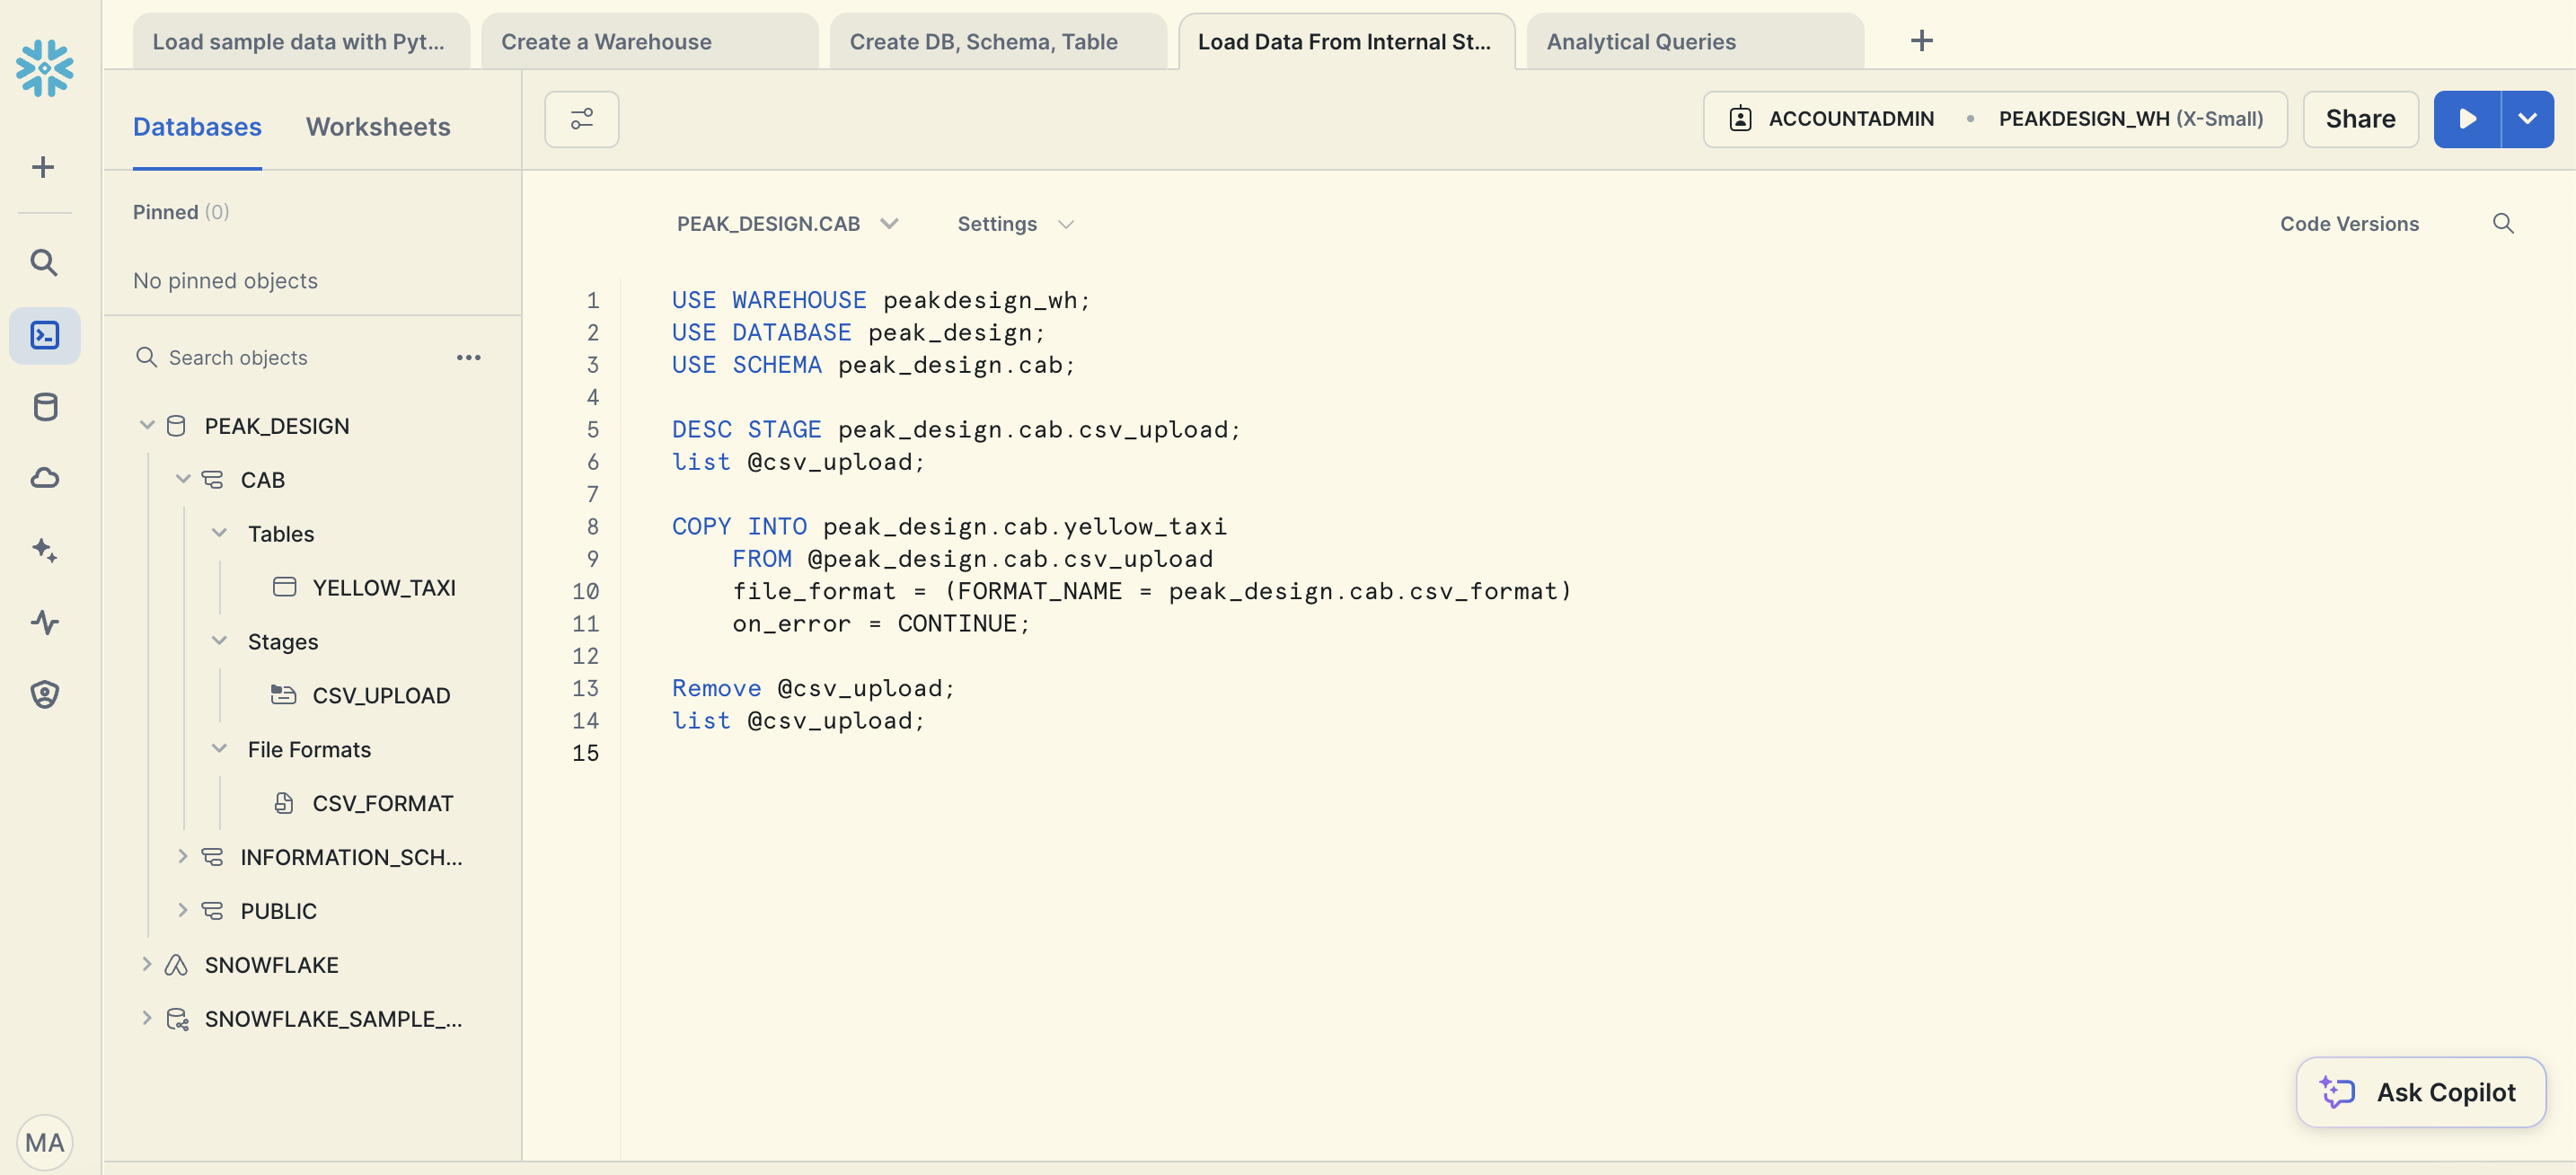 Load sample data with Pyt...
Create a Warehouse
Create DB, Schema, Table
Load Data From Internal St...
Analytical Queries
Databases
Worksheets
ACCOUNTADMIN • PEAKDESIGN_WH (X-Small)
Share
Pinned (0)
No pinned objects
Search objects
PEAK_DESIGN
CAB
Tables
YELLOW_TAXI
Stages
CSV_UPLOAD
File Formats
CSV_FORMAT
INFORMATION_SCH...
PUBLIC
SNOWFLAKE
SNOWFLAKE_SAMPLE_...
MA
PEAK_DESIGN.CAB
Settings
Code Versions
1 USE WAREHOUSE peakdesign_wh;
2 USE DATABASE peak_design;
3 USE SCHEMA peak_design.cab;
4
5 DESC STAGE peak_design.cab.csv_upload;
6 list @csv_upload;
7
8 COPY INTO peak_design.cab.yellow_taxi
9 FROM @peak_design.cab.csv_upload
10 file_format = (FORMAT_NAME = peak_design.cab.csv_format)
11 on_error = CONTINUE;
12
13 Remove @csv_upload;
14 list @csv_upload;
15
Ask Copilot